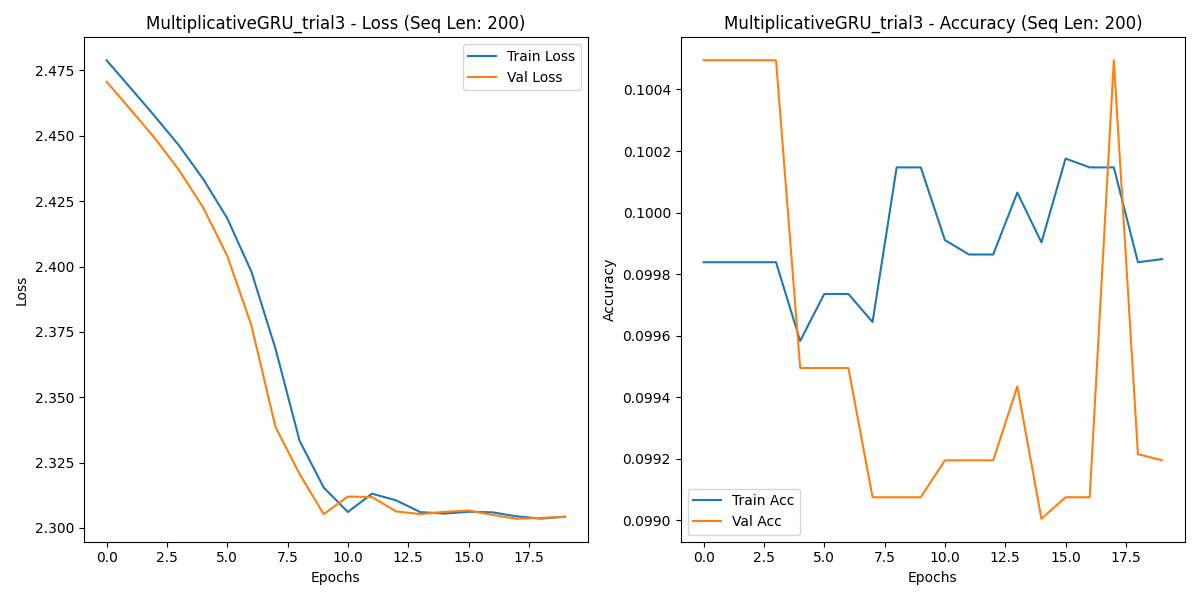 MultiplicativeGRU_trial3 - Loss (Seq Len: 200)
Train Loss
Val Loss
2.475
2.450
2.425
2.400
2.375
2.350
2.325
2.300
Loss
0.0 2.5 5.0 7.5 10.0 12.5 15.0 17.5
Epochs
MultiplicativeGRU_trial3 - Accuracy (Seq Len: 200)
0.1004
0.1002
0.1000
0.0998
0.0996
0.0994
0.0992
0.0990
Accuracy
Train Acc
Val Acc
0.0 2.5 5.0 7.5 10.0 12.5 15.0 17.5
Epochs